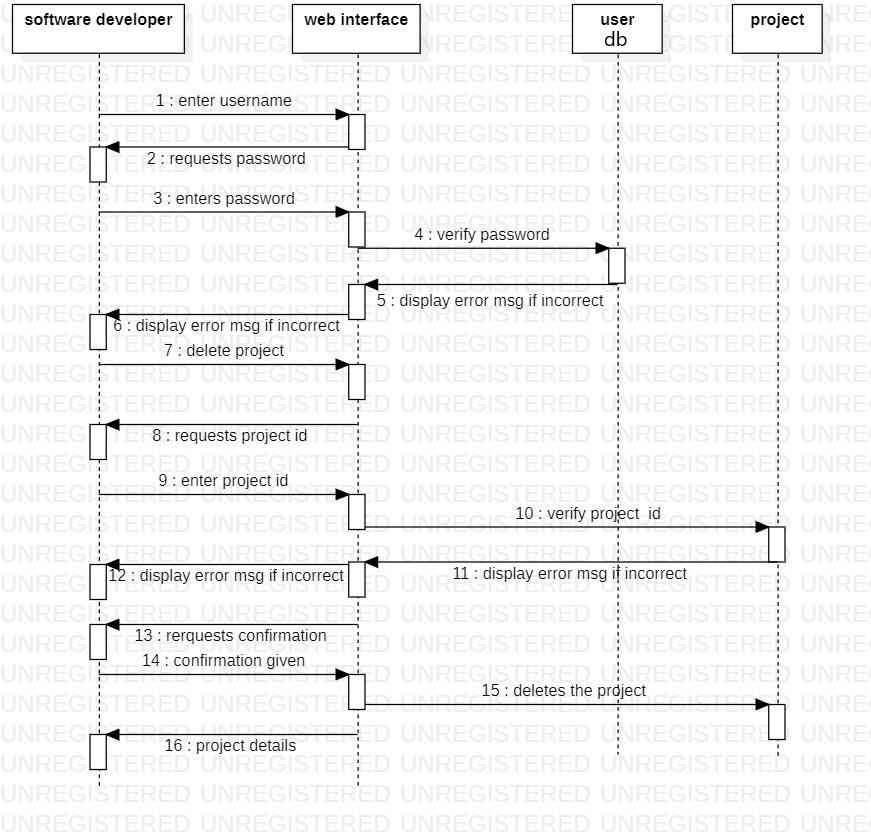 software developer
web interface
user
db
project
1 : enter username
2 : requests password
3 : enters password
4 : verify password
5 : display error msg if incorrect
6 : display error msg if incorrect
7 : delete project
8 : requests project id
9 : enter project id
10 : verify project  id
11 : display error msg if incorrect
12 : display error msg if incorrect
13 : rerquests confirmation
14 : confirmation given
15 : deletes the project
16 : project details
UNREGISTERED